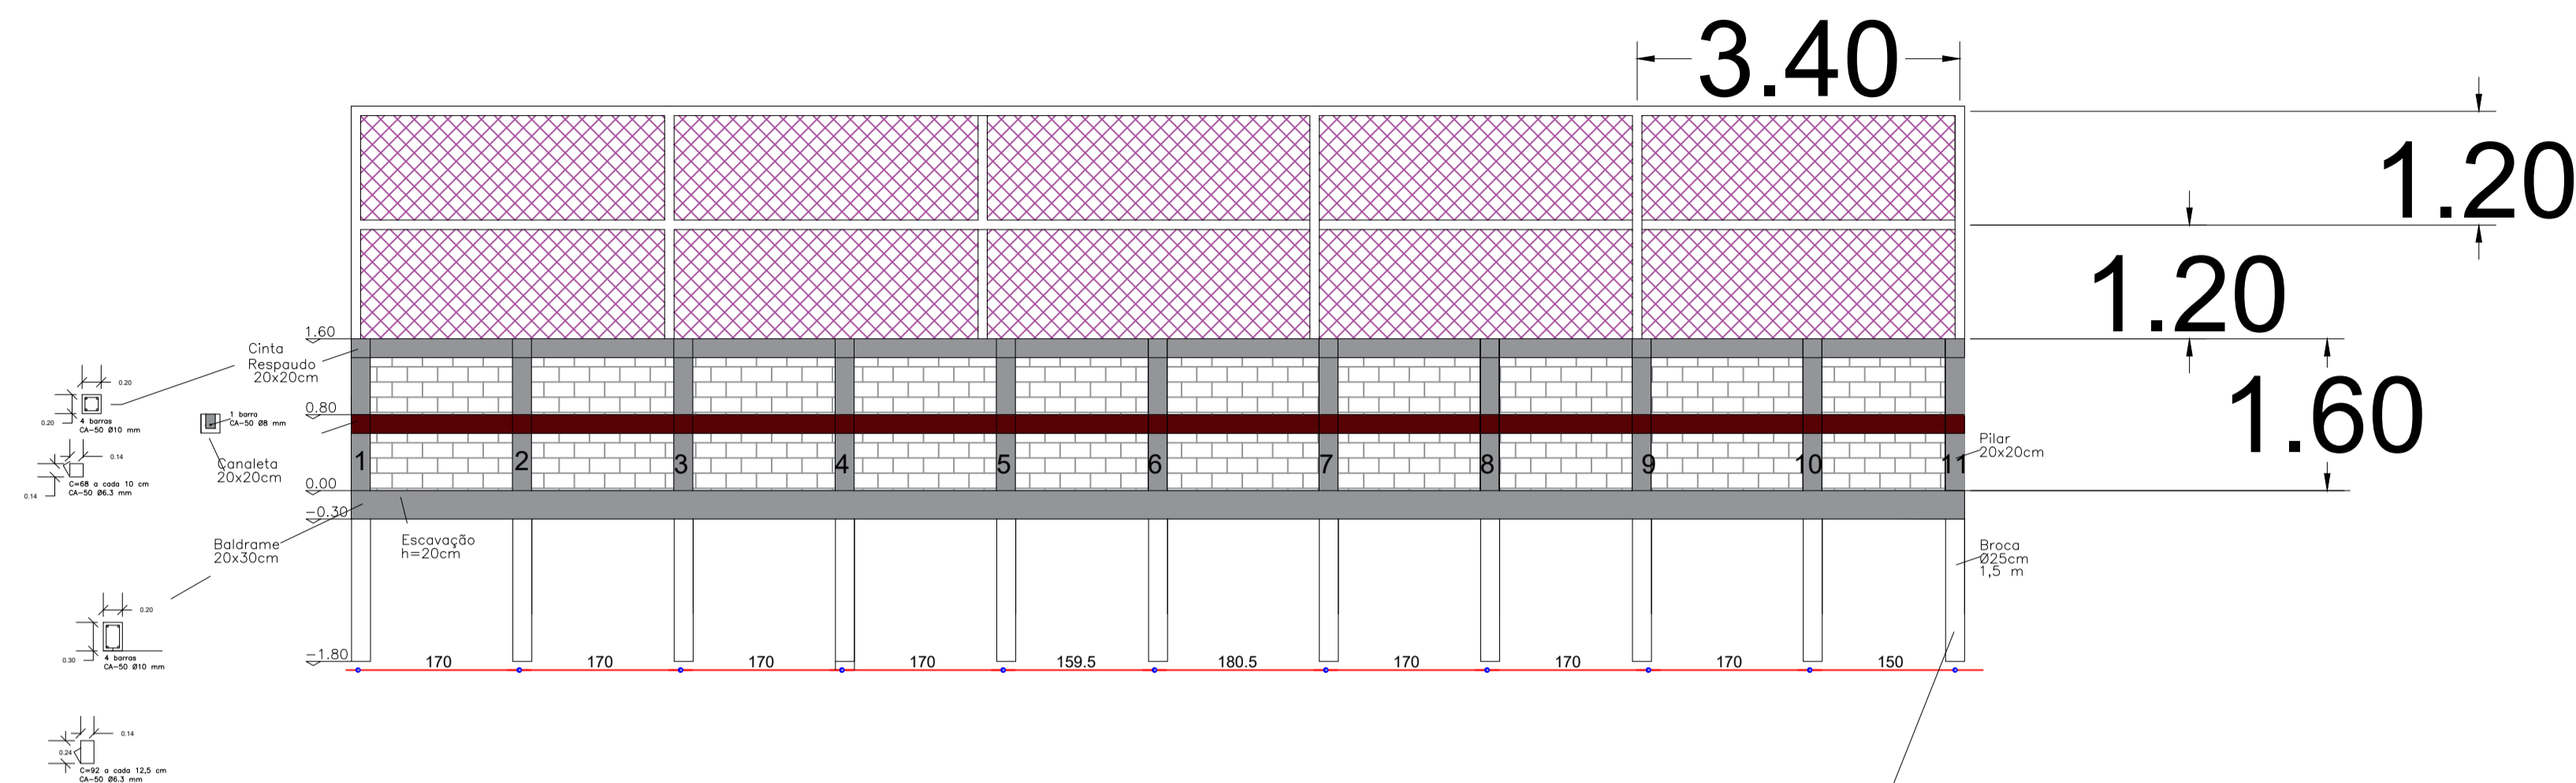 3.40
1.20
1.20
1.60
1.60
Cinta
Respaudo
20x20cm
0.20
0.20
4 barras
CA-50 Ø10 mm
1 barra
CA-50 Ø8 mm
0.80
0.14
0.14
C=68 a cada 10 cm
CA-50 Ø6.3 mm
Canaleta
20x20cm
1
2
3
4
5
6
7
8
9
10
11
Pilar
20x20cm
0.00
-0.30
Baldrame
20x30cm
Escavação
h=20cm
Broca
Ø25cm
1,5 m
0.20
0.30
4 barras
CA-50 Ø10 mm
-1.80
170
170
170
170
159.5
180.5
170
170
170
150
0.14
0.24
C=92 a cada 12,5 cm
CA-50 Ø6.3 mm